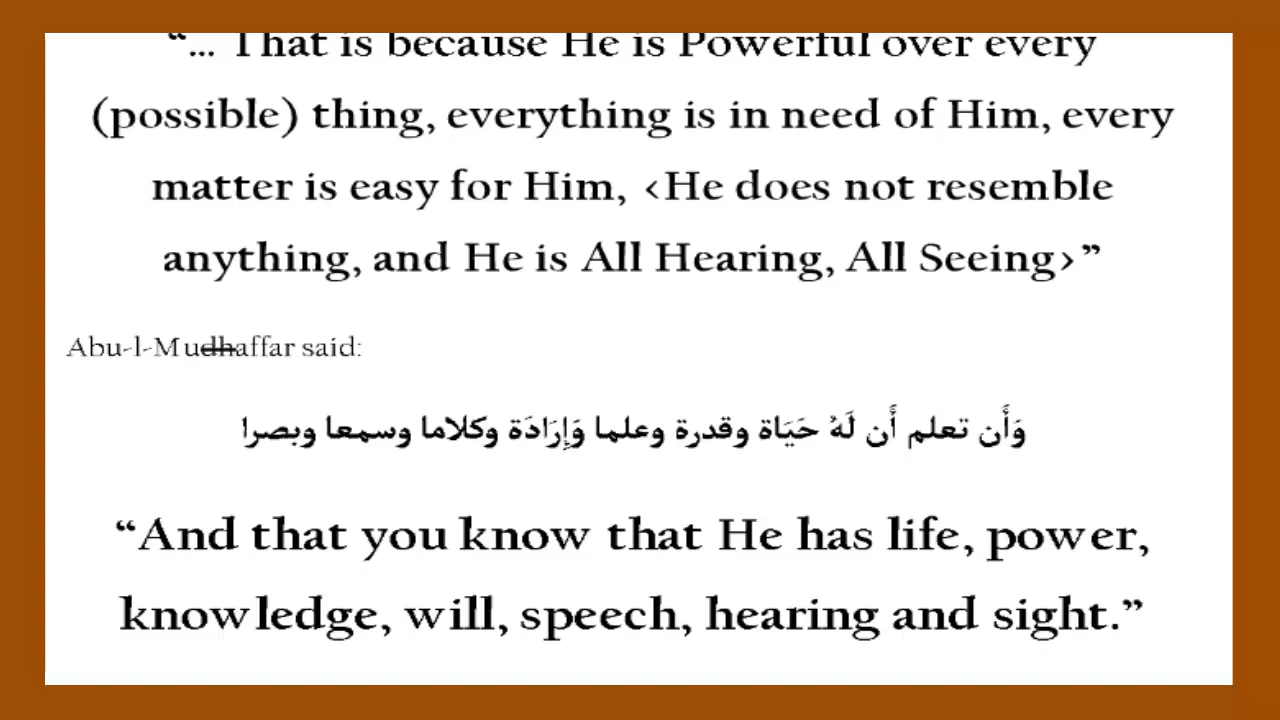 “... That is because He is Powerful over every
(possible) thing, everything is in need of Him, every
matter is easy for Him, ‹He does not resemble
anything, and He is All Hearing, All Seeing›”
Abu-l-Mudhaffar said:
وَأَن تعلم أَن لَهُ حَيَاة وقدرة وعلما وَإِرَادَة وكلاما وسمعا وبصرا
“And that you know that He has life, power,
knowledge, will, speech, hearing and sight.”